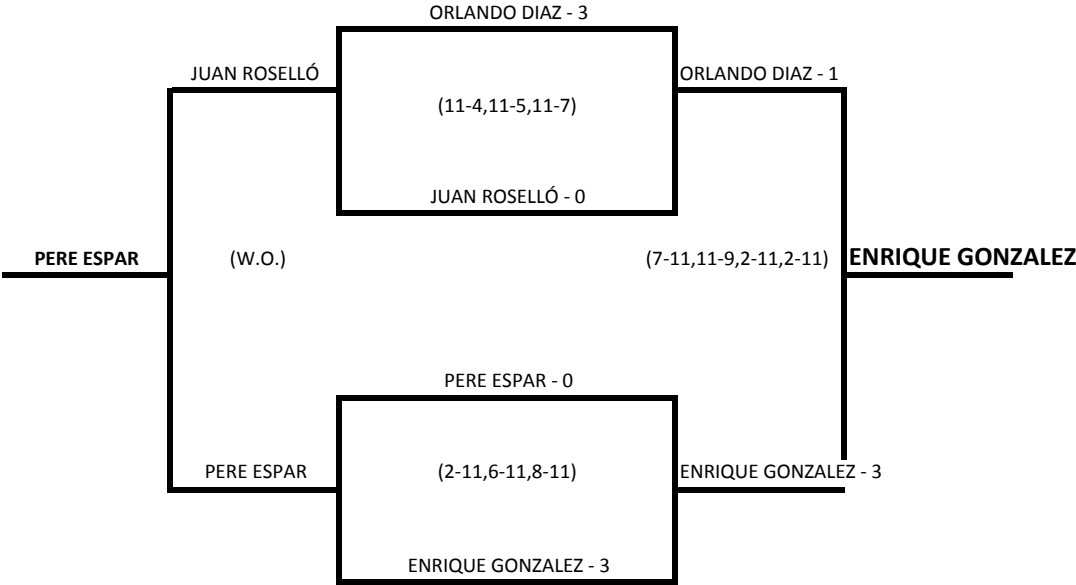 ORLANDO DIAZ - 3
JUAN ROSELLÓ
ORLANDO DIAZ - 1
(11-4,11-5,11-7)
JUAN ROSELLÓ - 0
PERE ESPAR
(W.O.)
(7-11,11-9,2-11,2-11)
ENRIQUE GONZALEZ
PERE ESPAR - 0
PERE ESPAR
(2-11,6-11,8-11)
ENRIQUE GONZALEZ - 3
ENRIQUE GONZALEZ - 3